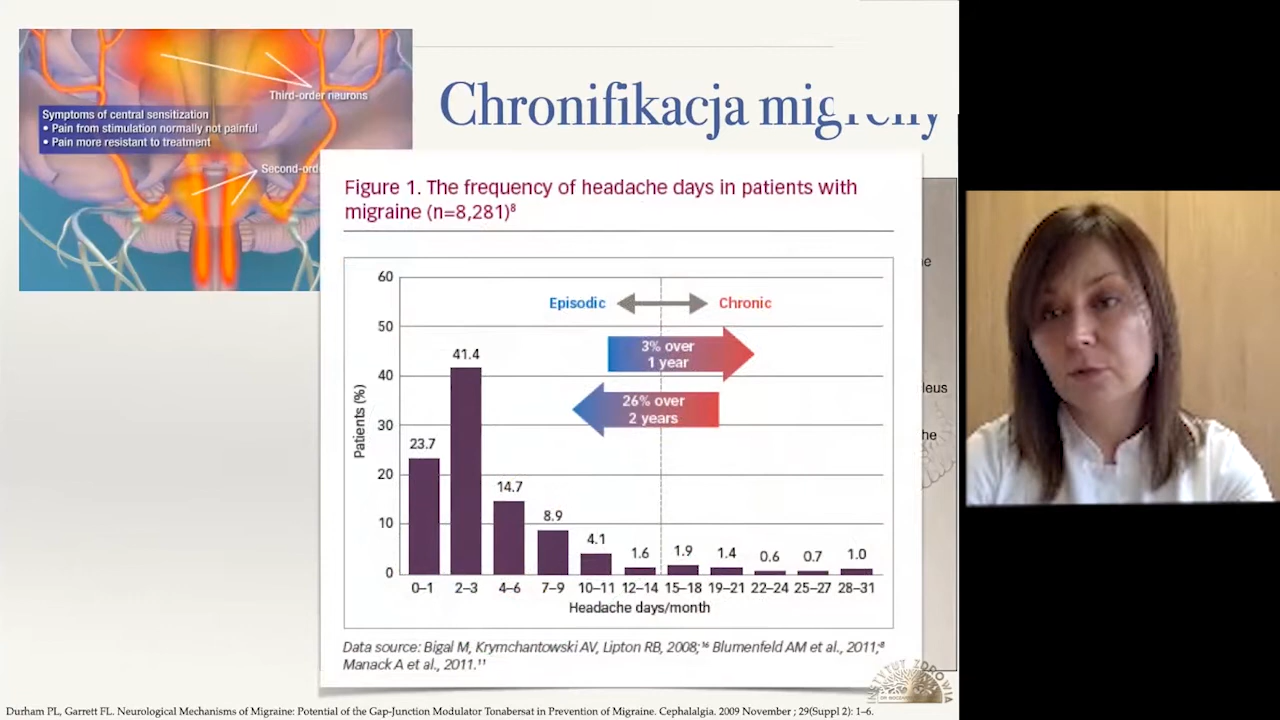 Chronifikacja
Third-order neurons
Symptoms of central sensitization
• Pain from stimulation normally not painful
• Pain more resistant to treatment
Figure 1. The frequency of headache days in patients with
migraine (n=8,281)⁸
60
50
40
30
20
10
0
Patients (%)
Episodic
Chronic
3% over
1 year
26% over
2 years
23.7
41.4
14.7
8.9
4.1
1.6
1.9
1.4
0.6
0.7
1.0
0–1 2–3 4–6 7–9 10–11 12–14 15–18 19–21 22–24 25–27 28–31
Headache days/month
Data source: Bigal M, Krymchantowski AV, Lipton RB, 2008;¹⁶ Blumenfeld AM et al., 2011;⁸
Manack A et al., 2011.¹¹
Durham PL, Garrett FL. Neurological Mechanisms of Migraine: Potential of the Gap-Junction Modulator Tonabersat in Prevention of Migraine. Cephalalgia. 2009 November ; 29(Suppl 2): 1–6.